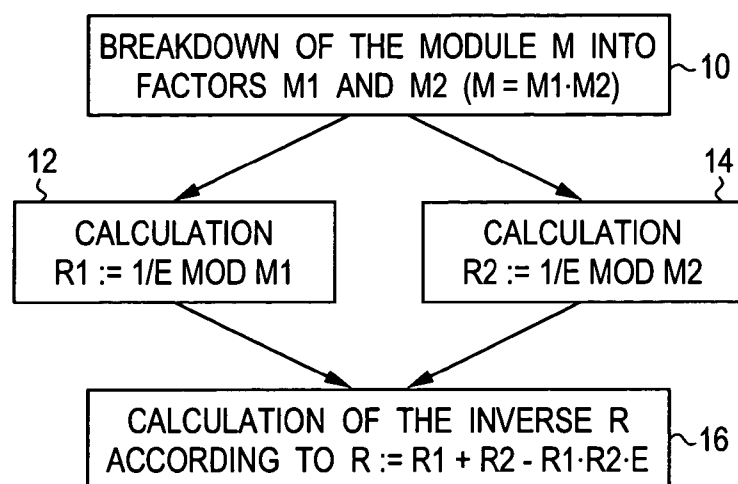 BREAKDOWN OF THE MODULE M INTO
FACTORS M1 AND M2 (M = M1·M2)
10
12
CALCULATION
R1 := 1/E MOD M1
14
CALCULATION
R2 := 1/E MOD M2
CALCULATION OF THE INVERSE R
ACCORDING TO R := R1 + R2 - R1·R2·E
16